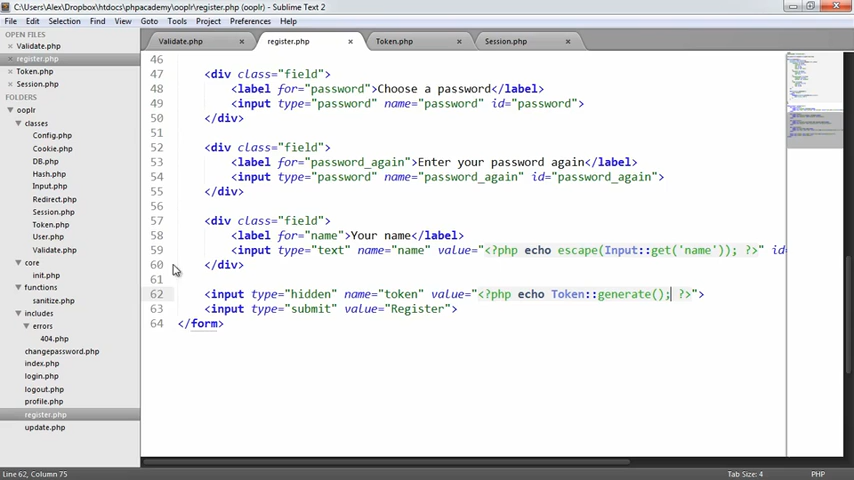 C:\Users\Alex\Dropbox\htdocs\phpacademy\ooplr\register.php (ooplr) - Sublime Text 2
File Edit Selection Find View Goto Tools Project Preferences Help
OPEN FILES
Validate.php
× register.php
Token.php
Session.php
FOLDERS
ooplr
classes
Config.php
Cookie.php
DB.php
Hash.php
Input.php
Redirect.php
Session.php
Token.php
User.php
Validate.php
core
init.php
functions
sanitize.php
includes
errors
404.php
changepassword.php
index.php
login.php
logout.php
profile.php
register.php
update.php
Validate.php × register.php × Token.php × Session.php ×
46
47 <div class="field">
48 <label for="password">Choose a password</label>
49 <input type="password" name="password" id="password">
50 </div>
51
52 <div class="field">
53 <label for="password_again">Enter your password again</label>
54 <input type="password" name="password_again" id="password_again">
55 </div>
56
57 <div class="field">
58 <label for="name">Your name</label>
59 <input type="text" name="name" value="<?php echo escape(Input::get('name')); ?>" id=
60 </div>
61
62 <input type="hidden" name="token" value="<?php echo Token::generate(); ?>">
63 <input type="submit" value="Register">
64 </form>
Line 62, Column 75 Tab Size: 4 PHP